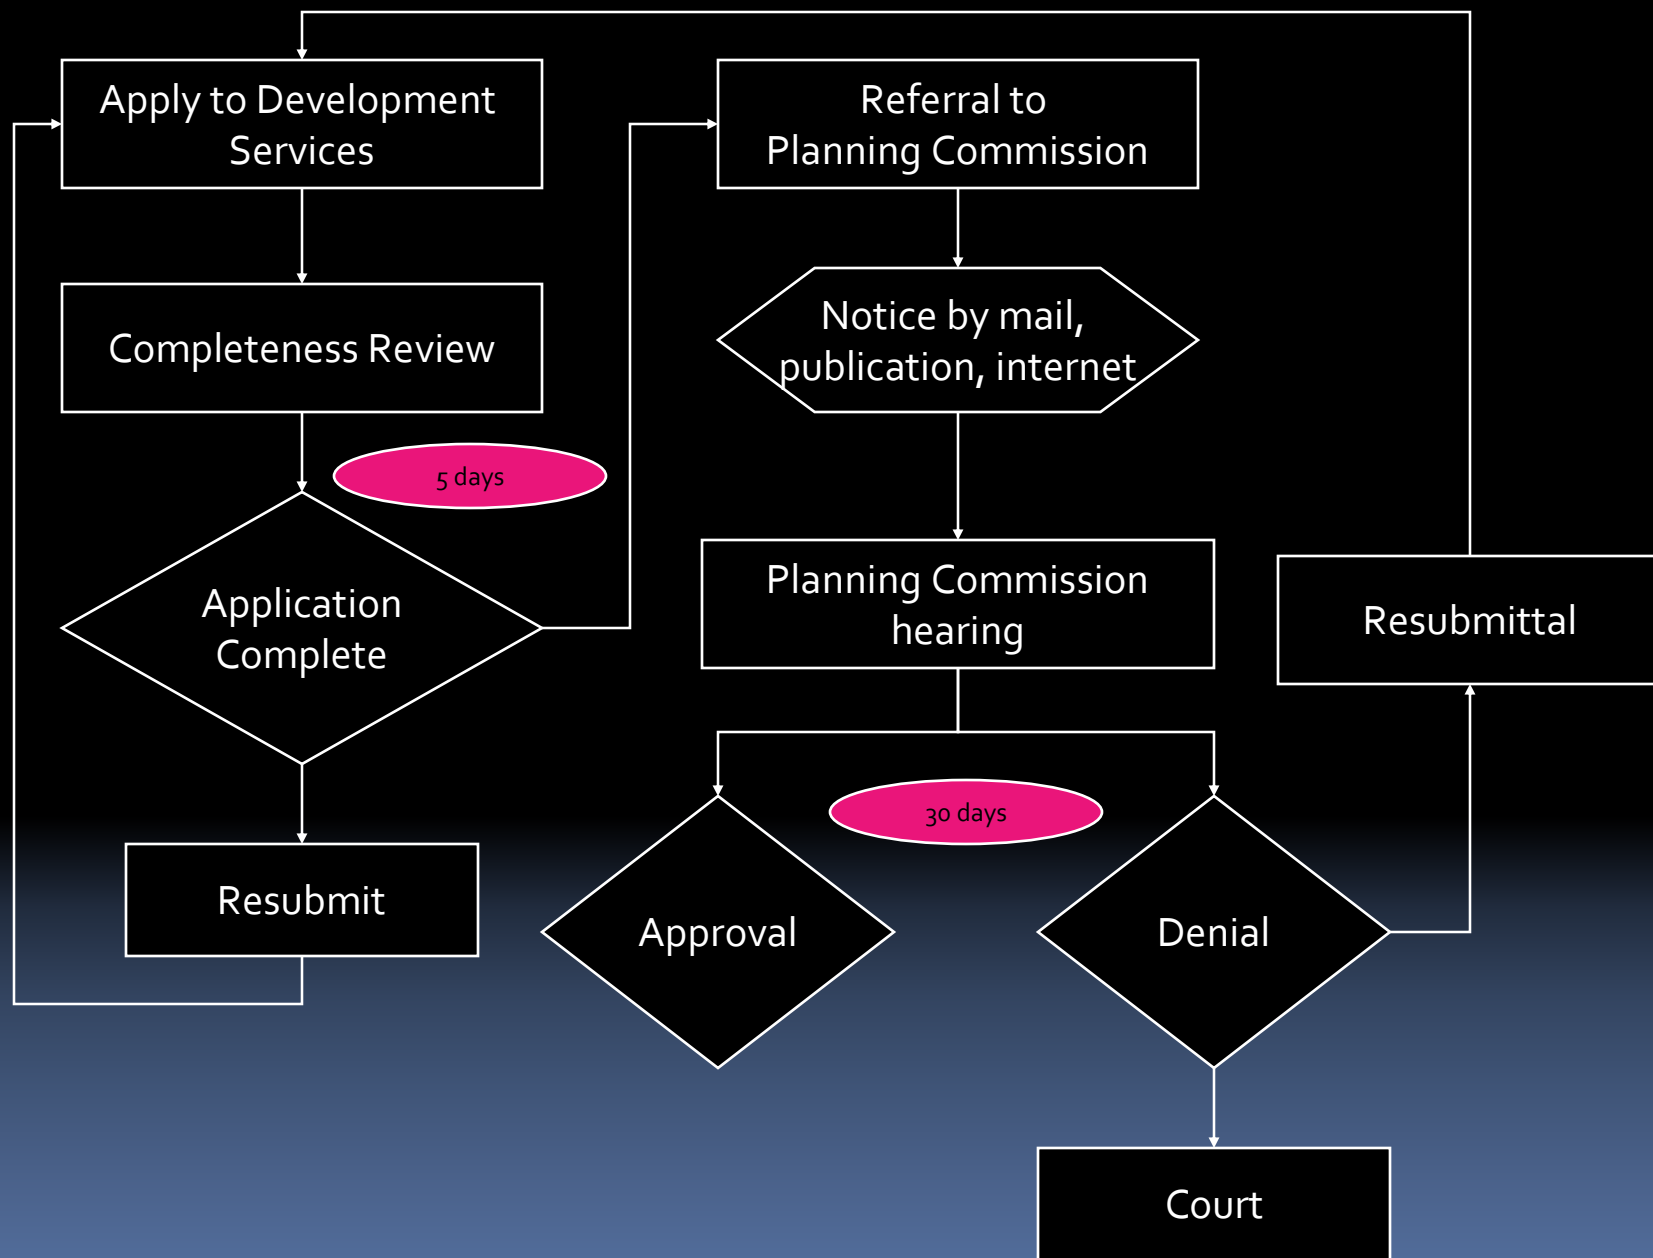 Apply to Development
Services
Completeness Review
5 days
Application
Complete
Resubmit
Referral to
Planning Commission
Notice by mail,
publication, internet
Planning Commission
hearing
30 days
Approval
Denial
Resubmittal
Court